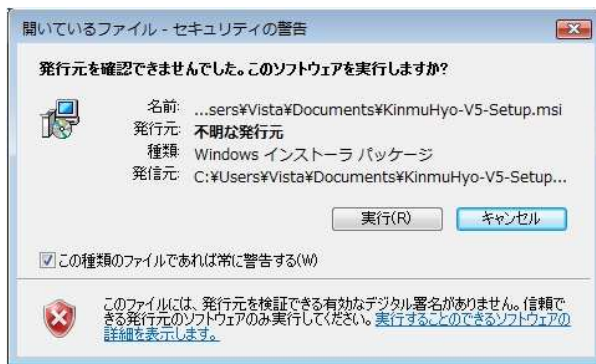 開いているファイル - セキュリティの警告
発行元を確認できませんでした。このソフトウェアを実行しますか?
名前: ...sers¥Vista¥Documents¥KinmuHyo-V5-Setup.msi
発行元: 不明な発行元
種類: Windows インストーラ パッケージ
発信元: C:¥Users¥Vista¥Documents¥KinmuHyo-V5-Setup...
実行(R) キャンセル
この種類のファイルであれば常に警告する(W)
このファイルには、発行元を検証できる有効なデジタル署名がありません。信頼で
きる発行元のソフトウェアのみ実行してください。実行することのできるソフトウェアの
詳細を表示します。